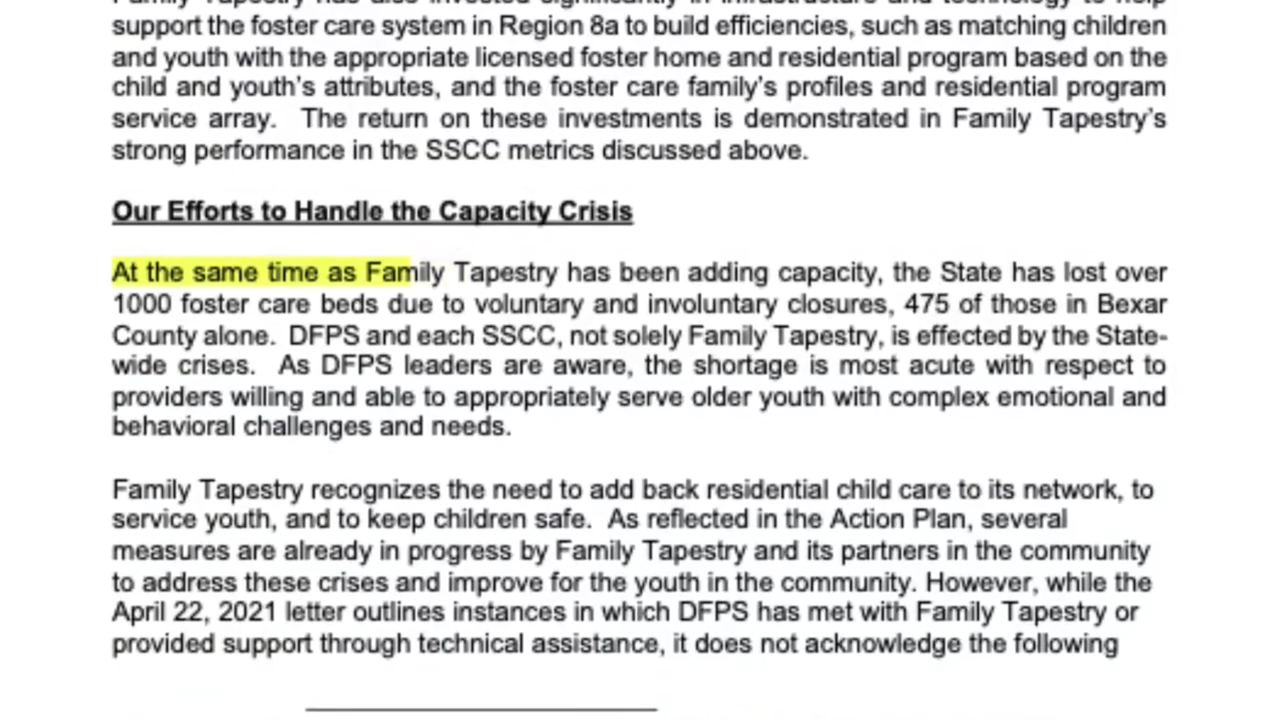 Family Tapestry has also invested significantly in infrastructure and technology to help
support the foster care system in Region 8a to build efficiencies, such as matching children
and youth with the appropriate licensed foster home and residential program based on the
child and youth's attributes, and the foster care family's profiles and residential program
service array. The return on these investments is demonstrated in Family Tapestry's
strong performance in the SSCC metrics discussed above.
Our Efforts to Handle the Capacity Crisis
At the same time as Family Tapestry has been adding capacity, the State has lost over
1000 foster care beds due to voluntary and involuntary closures, 475 of those in Bexar
County alone. DFPS and each SSCC, not solely Family Tapestry, is effected by the State-
wide crises. As DFPS leaders are aware, the shortage is most acute with respect to
providers willing and able to appropriately serve older youth with complex emotional and
behavioral challenges and needs.
Family Tapestry recognizes the need to add back residential child care to its network, to
service youth, and to keep children safe. As reflected in the Action Plan, several
measures are already in progress by Family Tapestry and its partners in the community
to address these crises and improve for the youth in the community. However, while the
April 22, 2021 letter outlines instances in which DFPS has met with Family Tapestry or
provided support through technical assistance, it does not acknowledge the following